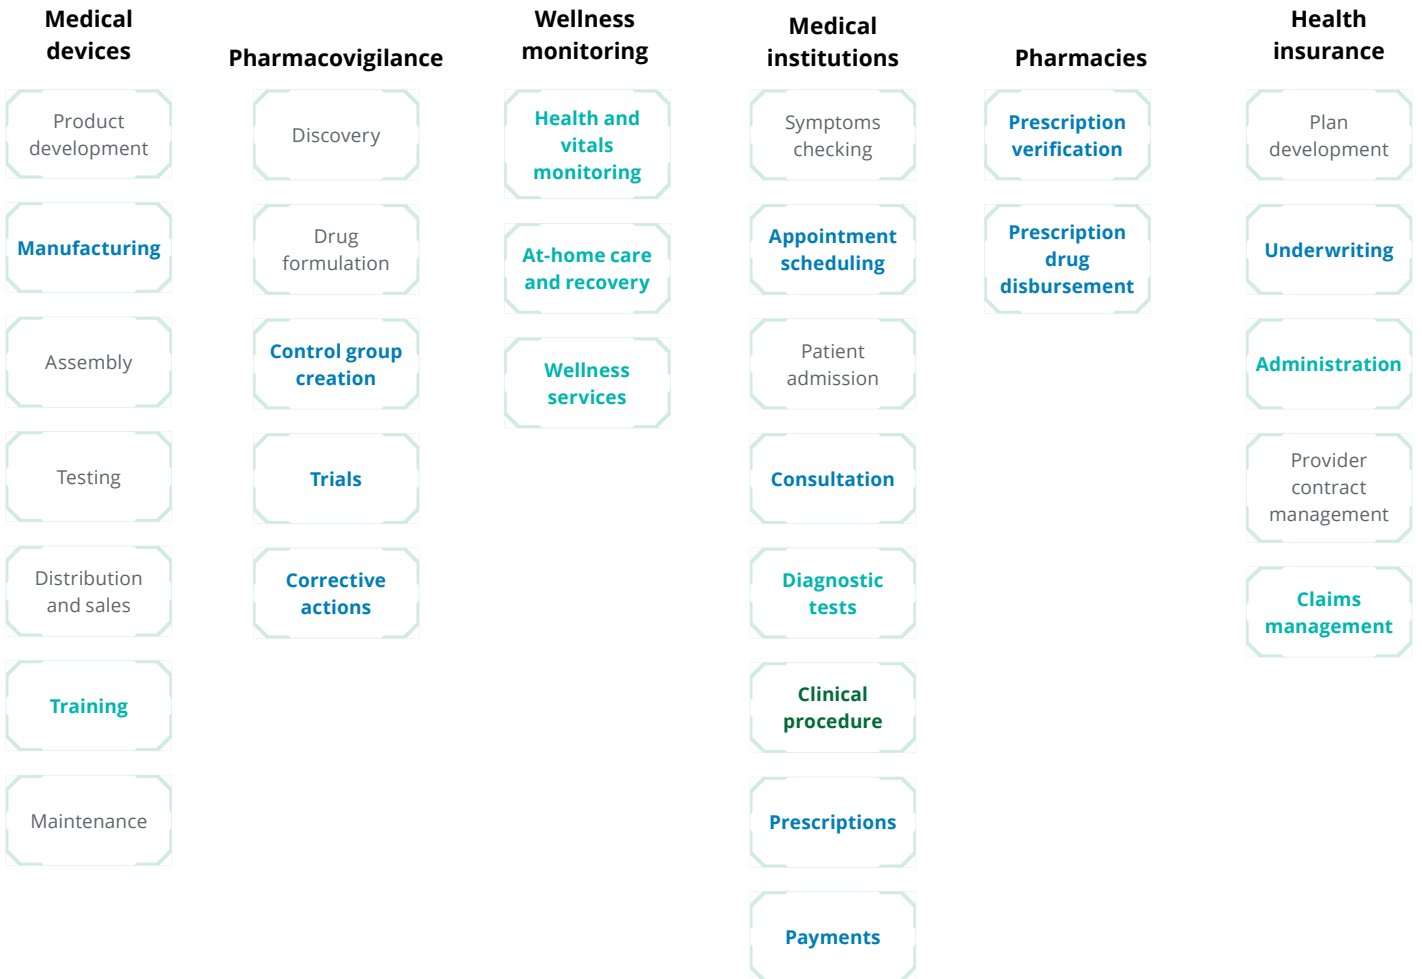 Medical
devices
Product
development
Manufacturing
Assembly
Testing
Distribution
and sales
Training
Maintenance
Pharmacovigilance
Discovery
Drug
formulation
Control group
creation
Trials
Corrective
actions
Wellness
monitoring
Health and
vitals
monitoring
At-home care
and recovery
Wellness
services
Medical
institutions
Symptoms
checking
Appointment
scheduling
Patient
admission
Consultation
Diagnostic
tests
Clinical
procedure
Prescriptions
Payments
Pharmacies
Prescription
verification
Prescription
drug
disbursement
Health
insurance
Plan
development
Underwriting
Administration
Provider
contract
management
Claims
management